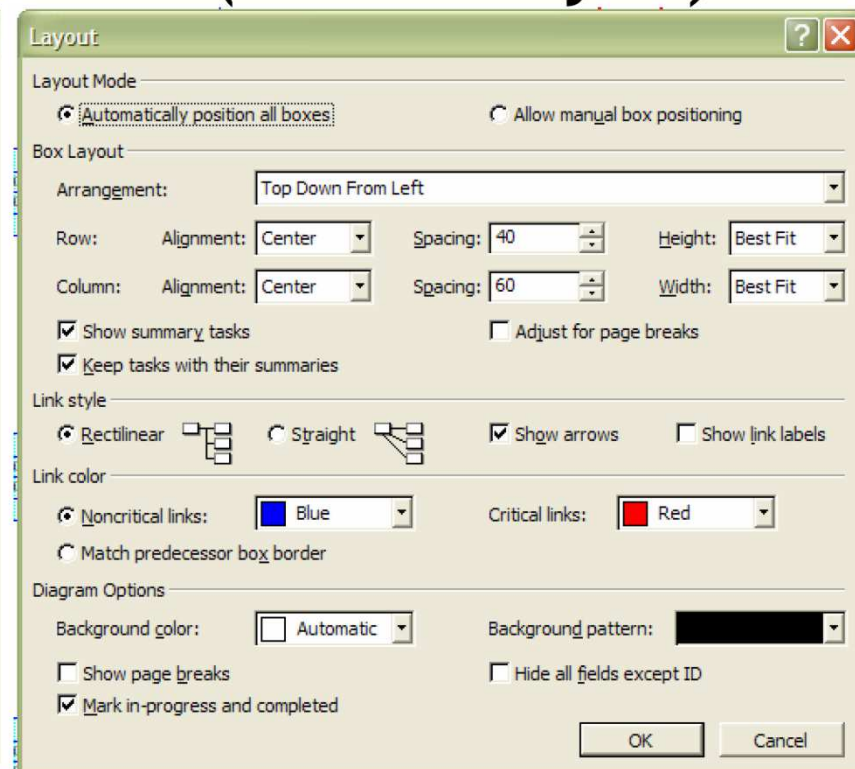 Layout
Layout Mode
Automatically position all boxes Allow manual box positioning
Box Layout
Arrangement: Top Down From Left
Row: Alignment: Center Spacing: 40 Height: Best Fit
Column: Alignment: Center Spacing: 60 Width: Best Fit
Show summary tasks Adjust for page breaks
Keep tasks with their summaries
Link style
Rectilinear Straight Show arrows Show link labels
Link color
Noncritical links: Blue Critical links: Red
Match predecessor box border
Diagram Options
Background color: Automatic Background pattern:
Show page breaks Hide all fields except ID
Mark in-progress and completed
OK Cancel